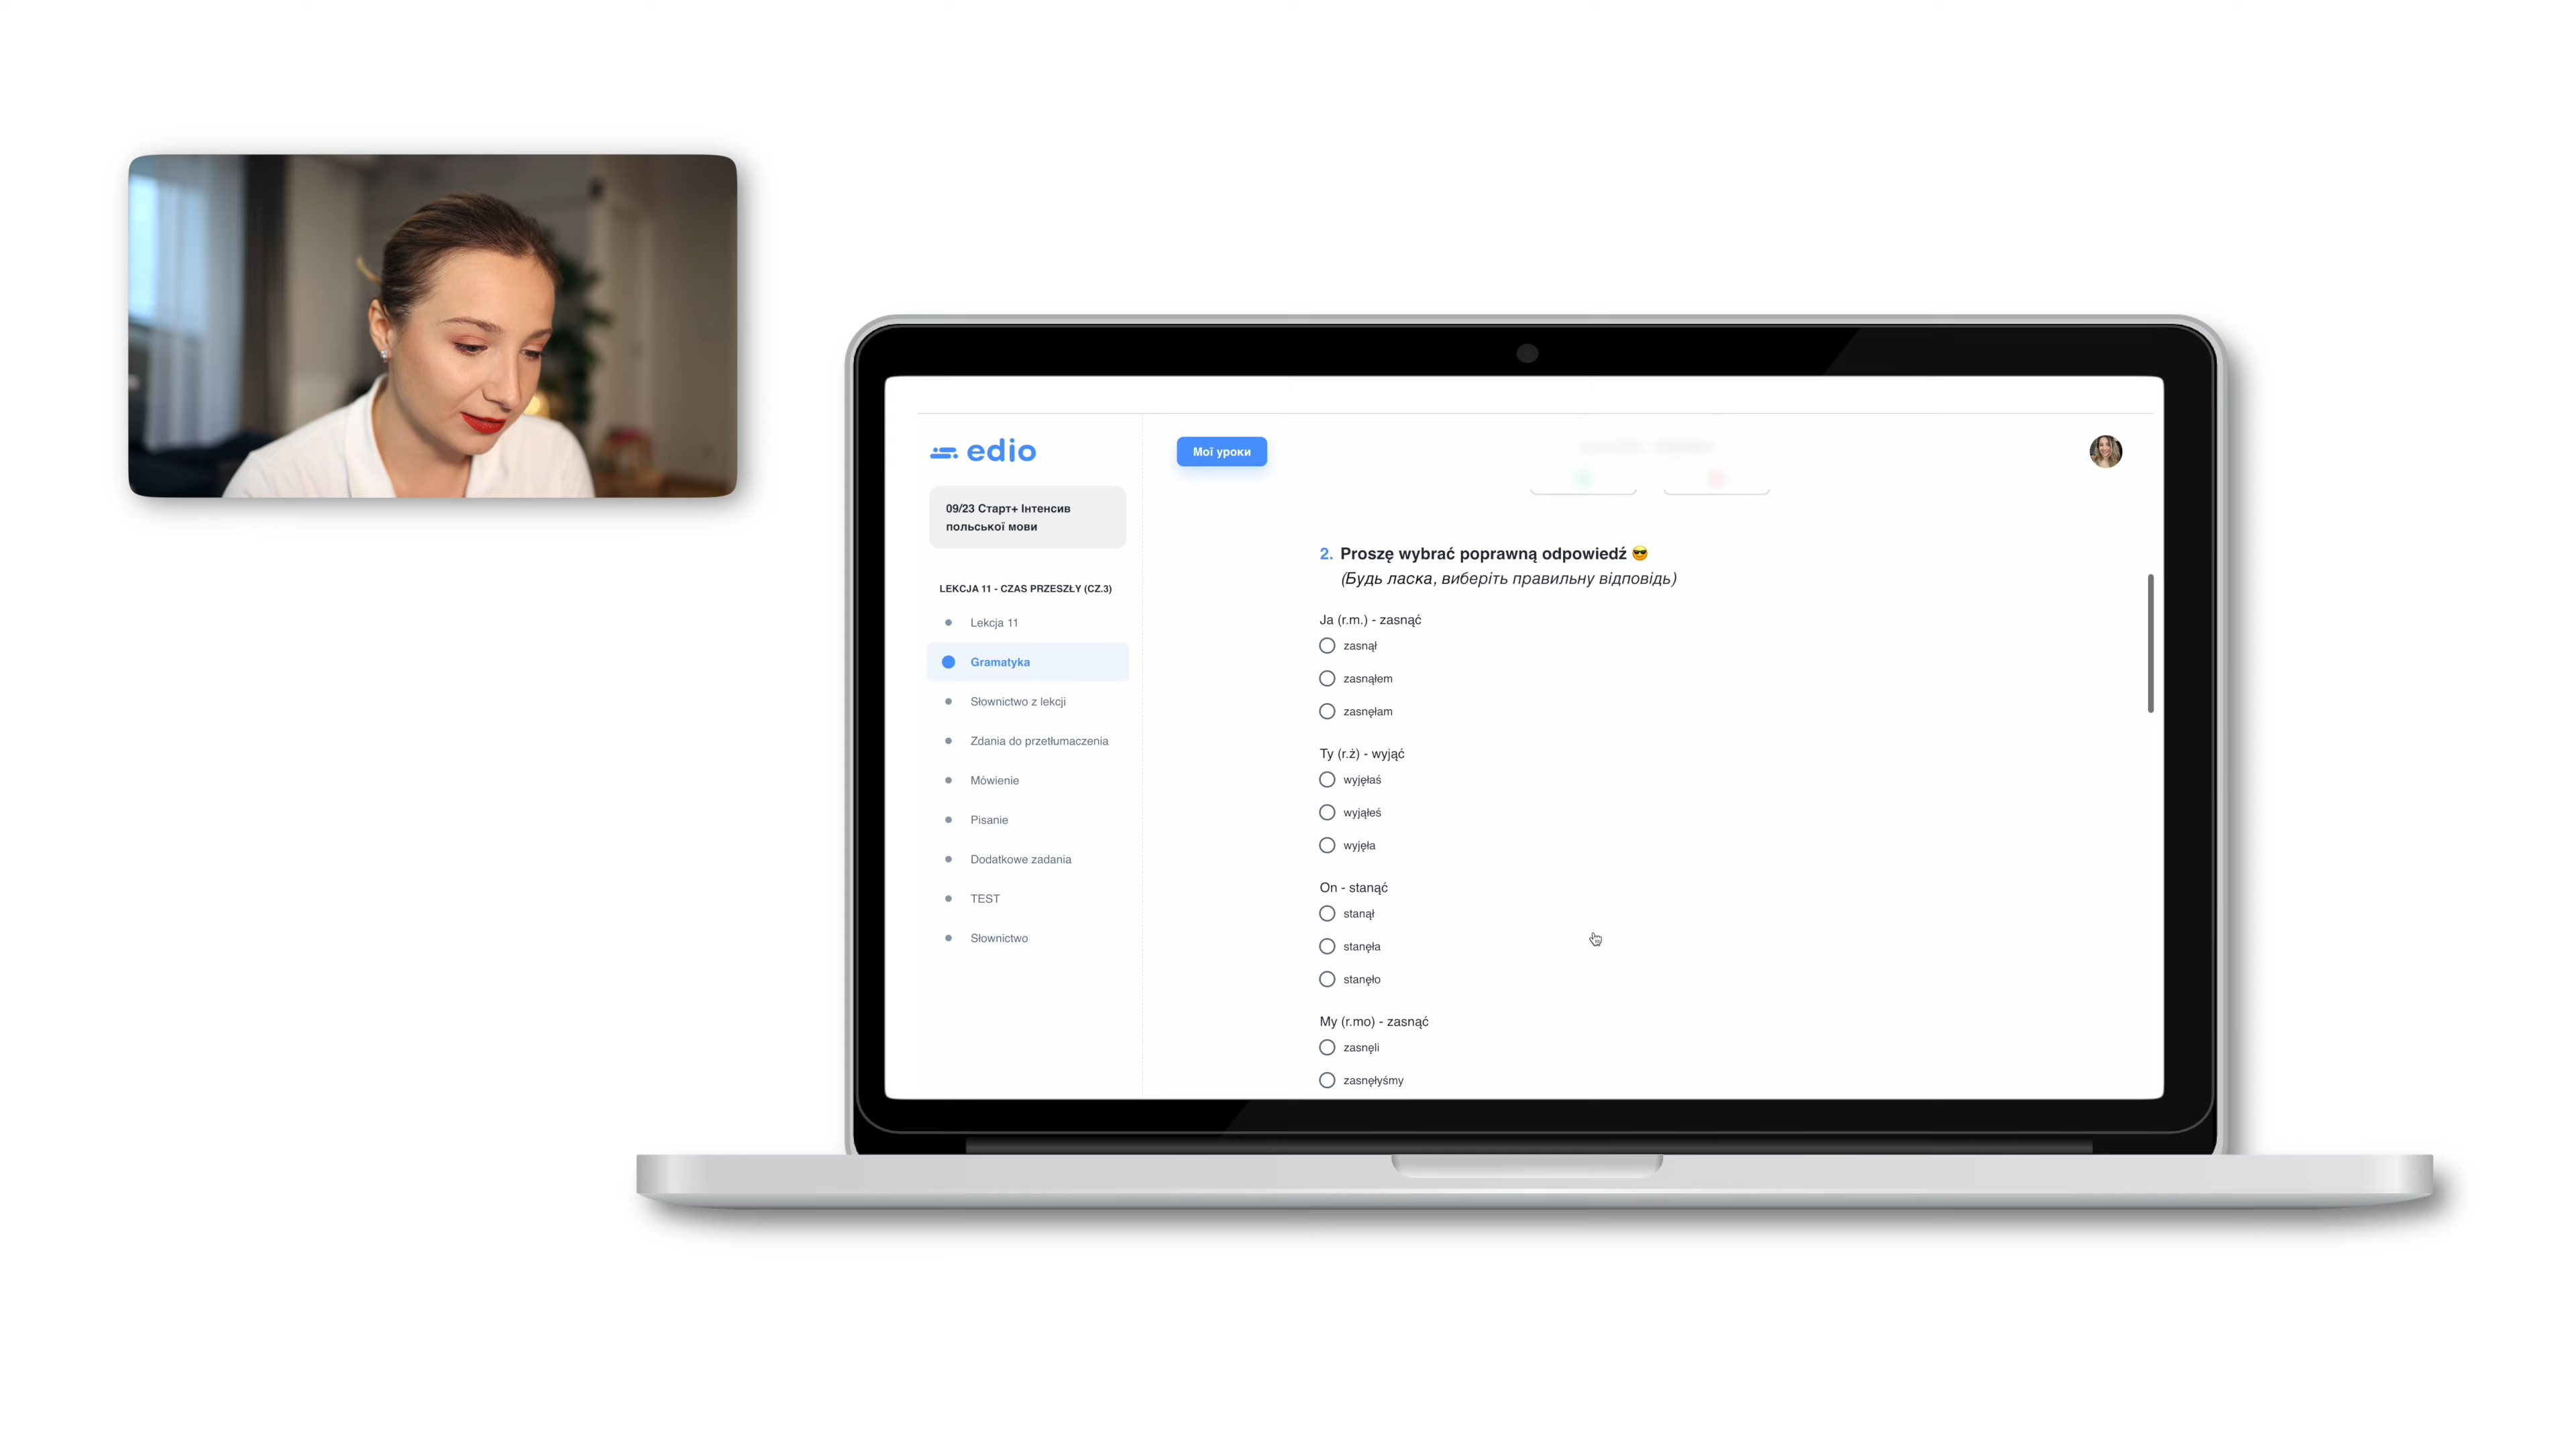 edio
Мої уроки
09/23 Старт+ Інтенсив
польської мови
LEKCJA 11 - CZAS PRZESZŁY (CZ.3)
Lekcja 11
Gramatyka
Słownictwo z lekcji
Zdania do przetłumaczenia
Mówienie
Pisanie
Dodatkowe zadania
TEST
Słownictwo
2. Proszę wybrać poprawną odpowiedź 😎
(Будь ласка, виберіть правильну відповідь)
Ja (r.m.) - zasnąć
zasnął
zasnąłem
zasnęłam
Ty (r.ż) - wyjąć
wyjęłaś
wyjąłeś
wyjęła
On - stanąć
stanął
stanęła
stanęło
My (r.mo) - zasnąć
zasnęli
zasnęłyśmy